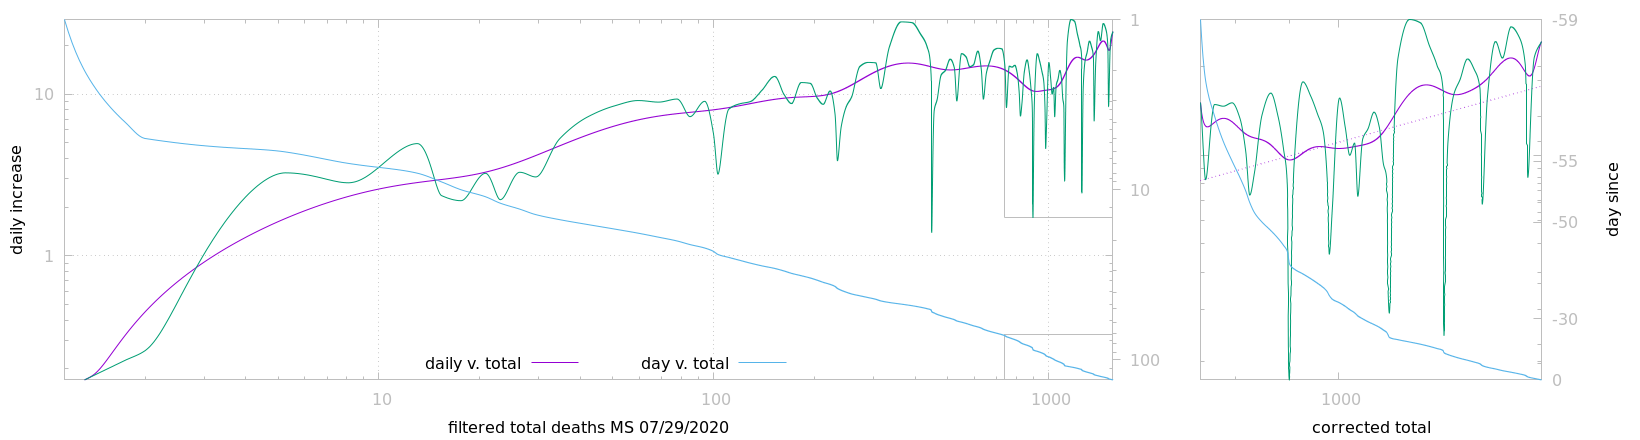 daily increase
10
1
10
100
1000
1
10
100
daily v. total
day v. total
filtered total deaths MS 07/29/2020
1000
-59
-55
-50
-30
0
day since
corrected total